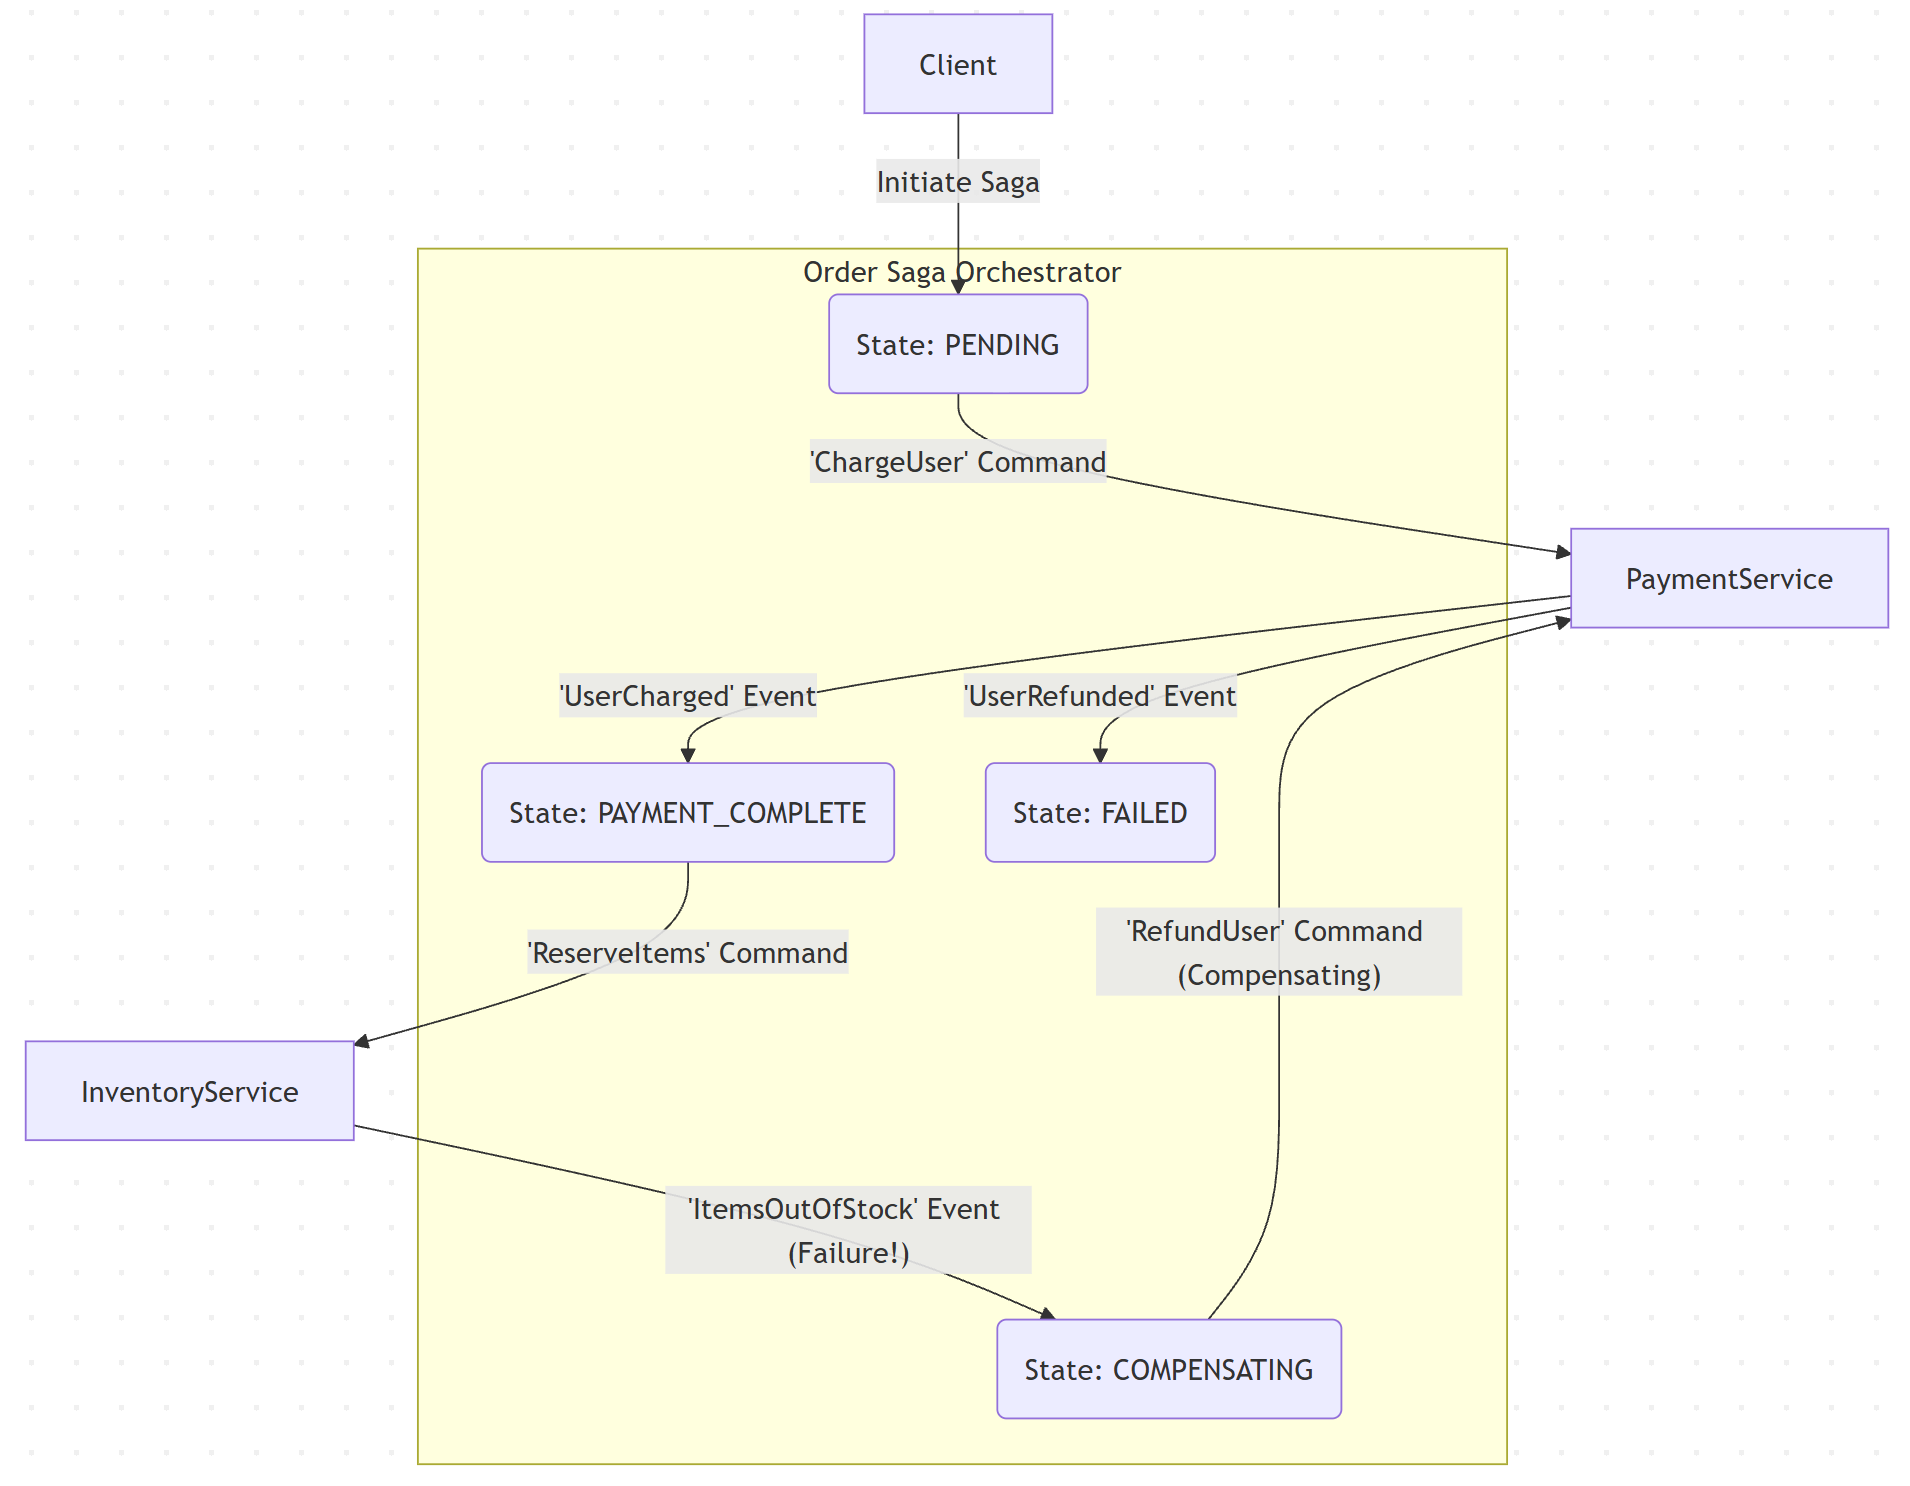 Client
Initiate Saga
Order Saga Orchestrator
State: PENDING
'ChargeUser' Command
PaymentService
'UserCharged' Event
'UserRefunded' Event
State: PAYMENT_COMPLETE
State: FAILED
'RefundUser' Command
(Compensating)
'ReserveItems' Command
InventoryService
'ItemsOutOfStock' Event
(Failure!)
State: COMPENSATING